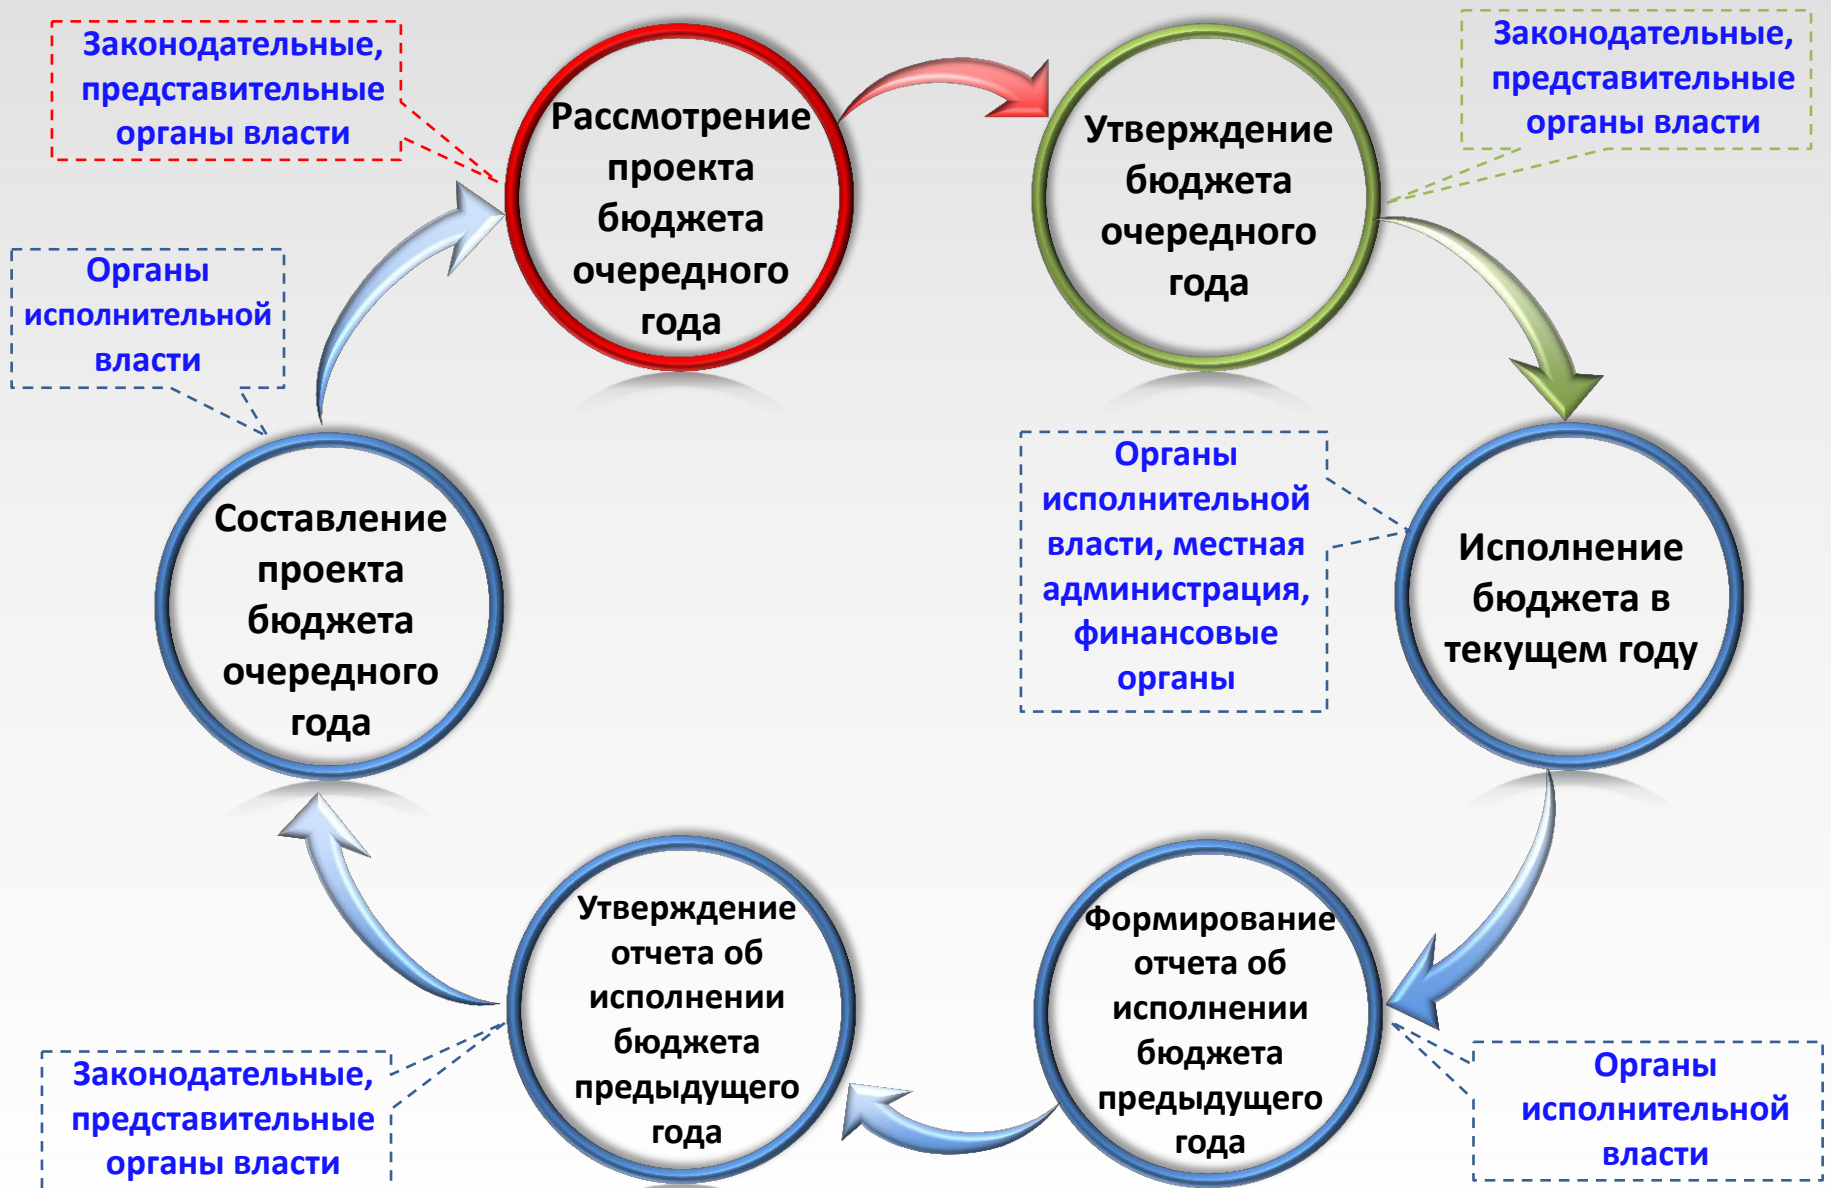 Законодательные,
представительные
органы власти
Рассмотрение
проекта
бюджета
очередного
года
Утверждение
бюджета
очередного
года
Законодательные,
представительные
органы власти
Органы
исполнительной
власти
Составление
проекта
бюджета
очередного
года
Органы
исполнительной
власти, местная
администрация,
финансовые
органы
Исполнение
бюджета в
текущем году
Утверждение
отчета об
исполнении
бюджета
предыдущего
года
Формирование
отчета об
исполнении
бюджета
предыдущего
года
Законодательные,
представительные
органы власти
Органы
исполнительной
власти